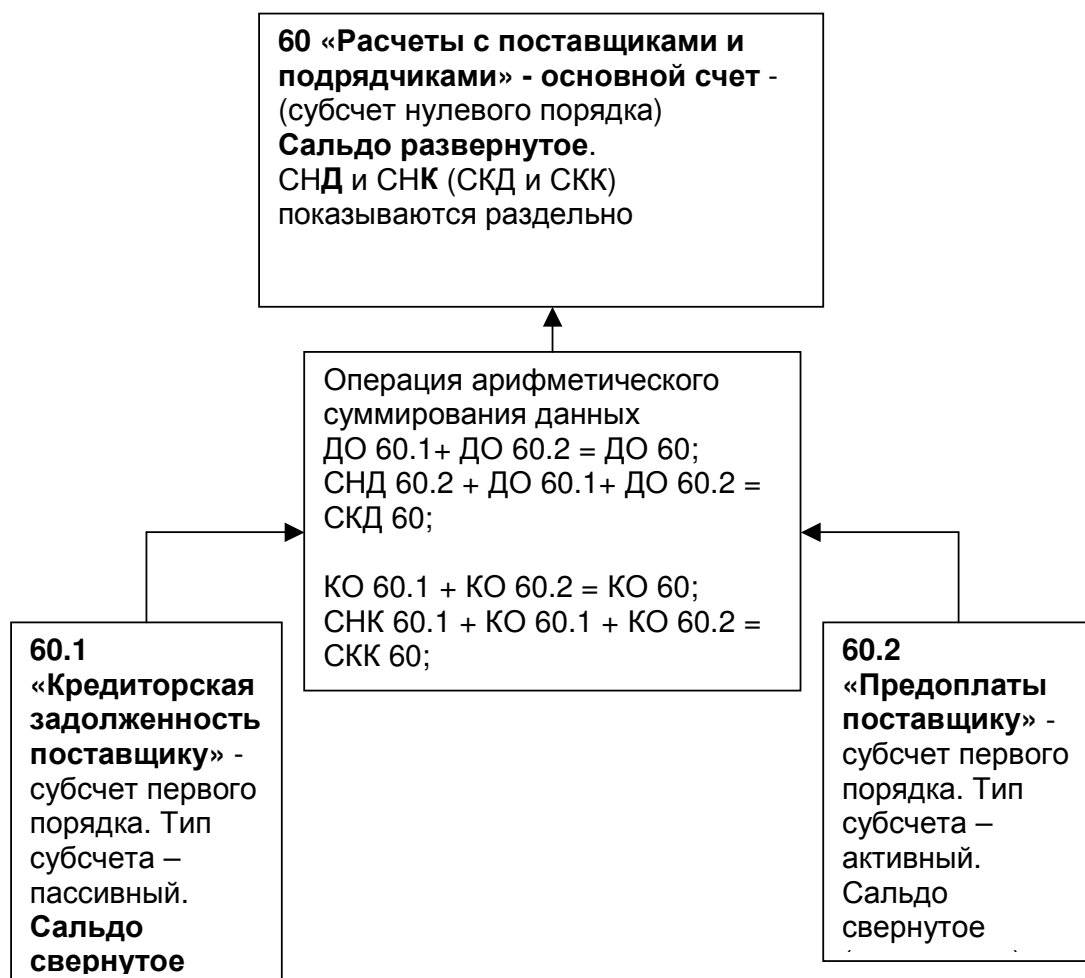 60 «Расчеты с поставщиками и
подрядчиками» - основной счет -
(субсчет нулевого порядка)
Сальдо развернутое.
СНД и СНК (СКД и СКК)
показываются раздельно
Операция арифметического
суммирования данных
ДО 60.1+ ДО 60.2 = ДО 60;
СНД 60.2 + ДО 60.1+ ДО 60.2 =
СКД 60;
КО 60.1 + КО 60.2 = КО 60;
СНК 60.1 + КО 60.1 + КО 60.2 =
СКК 60;
60.1
«Кредиторская
задолженность
поставщику» -
субсчет первого
порядка. Тип
субсчета –
пассивный.
Сальдо
свернутое
60.2
«Предоплаты
поставщику» -
субсчет первого
порядка. Тип
субсчета –
активный.
Сальдо
свернутое